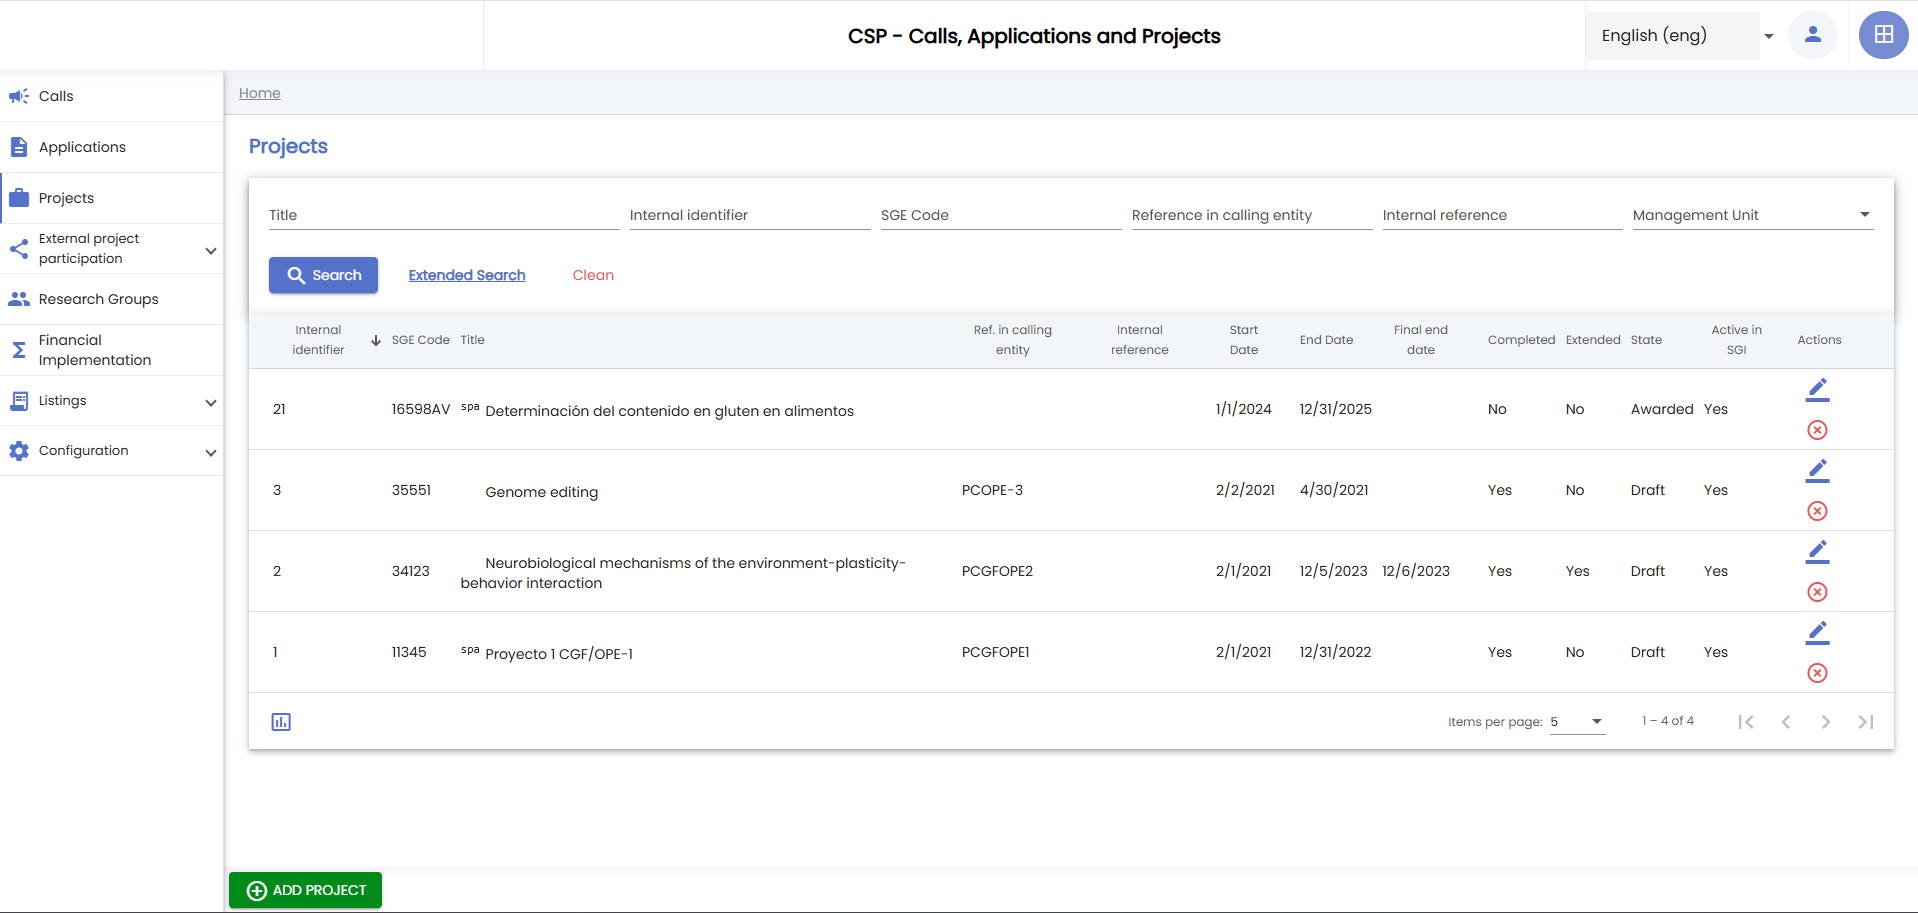 CSP - Calls, Applications and Projects
English (eng)
Calls
Applications
Projects
External project
participation
Research Groups
Financial
Implementation
Listings
Configuration
Home
Projects
Title
Internal identifier
SGE Code
Reference in calling entity
Internal reference
Management Unit
Search
Extended Search
Clean
Internal
identifier
SGE Code
Title
Ref. in calling
entity
Internal
reference
Start
Date
End Date
Final end
date
Completed
Extended
State
Active in
SGI
Actions
21 16598AV spa Determinación del contenido en gluten en alimentos 1/1/2024 12/31/2025 No No Awarded Yes
3 35551 Genome editing PCOPE-3 2/2/2021 4/30/2021 Yes No Draft Yes
2 34123 Neurobiological mechanisms of the environment-plasticity-
behavior interaction PCGFOPE2 2/1/2021 12/5/2023 12/6/2023 Yes Yes Draft Yes
1 11345 spa Proyecto 1 CGF/OPE-1 PCGFOPE1 2/1/2021 12/31/2022 Yes No Draft Yes
Items per page: 5 1 – 4 of 4
ADD PROJECT